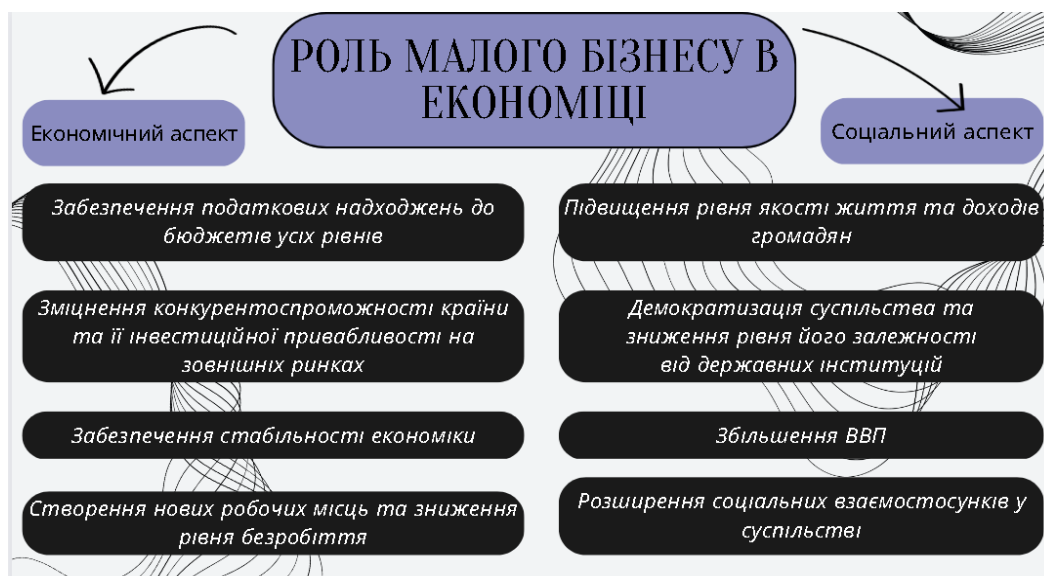 РОЛЬ МАЛОГО БІЗНЕСУ В
ЕКОНОМІЦІ
Економічний аспект
Соціальний аспект
Забезпечення податкових надходжень до
бюджетів усіх рівнів
Зміцнення конкурентоспроможності країни
та її інвестиційної привабливості на
зовнішніх ринках
Забезпечення стабільності економіки
Створення нових робочих місць та зниження
рівня безробіття
Підвищення рівня якості життя та доходів
громадян
Демократизація суспільства та
зниження рівня його залежності
від державних інституцій
Збільшення ВВП
Розширення соціальних взаємостосунків у
суспільстві